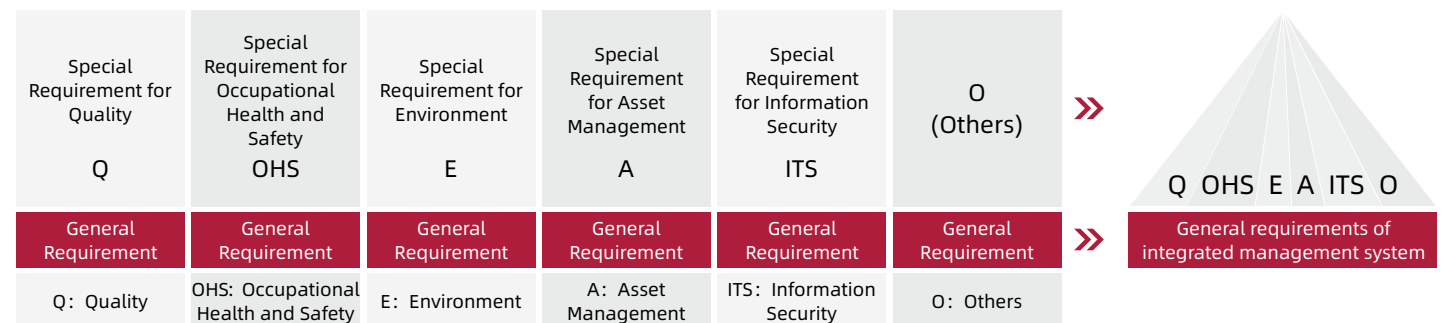 Special
Requirement for
Quality
Q
Special
Requirement for
Occupational
Health and
Safety
OHS
Special
Requirement for
Environment
E
Special
Requirement
for Asset
Management
A
Special
Requirement
for Information
Security
ITS
O
(Others)
Q OHS E A ITS O
General
Requirement
General
Requirement
General
Requirement
General
Requirement
General
Requirement
General
Requirement
General requirements of
integrated management system
Q：Quality
OHS：Occupational
Health and Safety
E：Environment
A：Asset
Management
ITS：Information
Security
O：Others